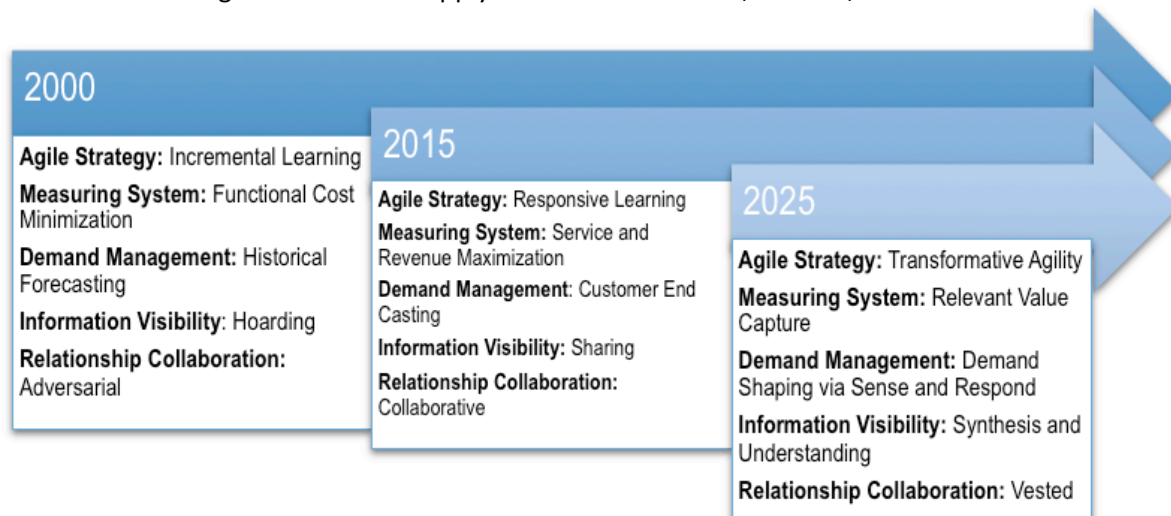 2000
Agile Strategy: Incremental Learning
Measuring System: Functional Cost
Minimization
Demand Management: Historical
Forecasting
Information Visibility: Hoarding
Relationship Collaboration:
Adversarial
2015
Agile Strategy: Responsive Learning
Measuring System: Service and
Revenue Maximization
Demand Management: Customer End
Casting
Information Visibility: Sharing
Relationship Collaboration:
Collaborative
2025
Agile Strategy: Transformative Agility
Measuring System: Relevant Value
Capture
Demand Management: Demand
Shaping via Sense and Respond
Information Visibility: Synthesis and
Understanding
Relationship Collaboration: Vested